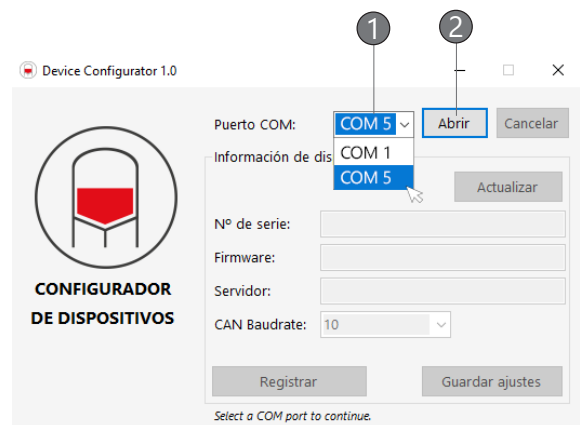 1 2
Device Configurator 1.0
Puerto COM: COM 5 Abrir Cancelar
COM 1
COM 5
Información de dis
Actualizar
Nº de serie:
Firmware:
Servidor:
CAN Baudrate: 10
Registrar Guardar ajustes
Select a COM port to continue.
CONFIGURADOR
DE DISPOSITIVOS